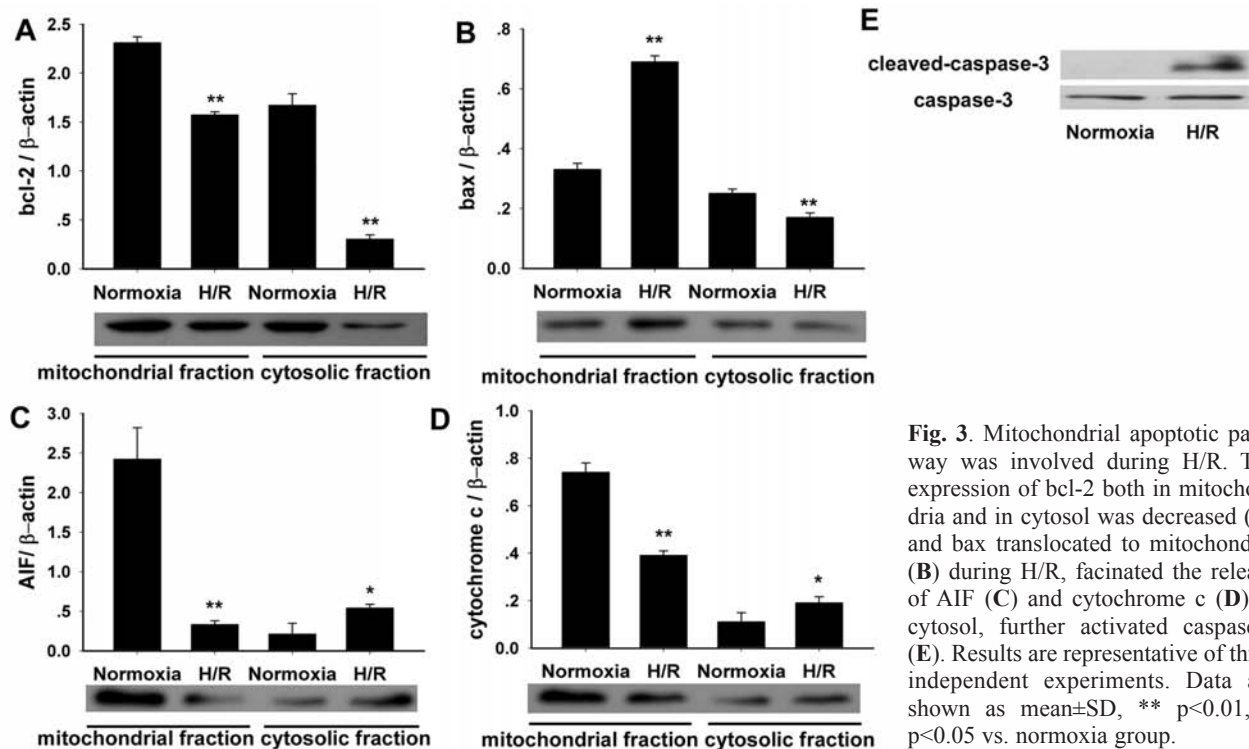 A
bcl-2 / β–actin
2.5
2.0
1.5
1.0
.5
0.0
**
**
Normoxia H/R Normoxia H/R
mitochondrial fraction cytosolic fraction
B
bax / β–actin
.8
.6
.4
.2
0.0
**
**
Normoxia H/R Normoxia H/R
mitochondrial fraction cytosolic fraction
E
cleaved-caspase-3
caspase-3
Normoxia H/R
C
AIF/ β–actin
3.0
2.5
2.0
1.5
1.0
.5
0.0
**
*
Normoxia H/R Normoxia H/R
mitochondrial fraction cytosolic fraction
D
cytochrome c / β–actin
1.0
.8
.6
.4
.2
0.0
**
*
Normoxia H/R Normoxia H/R
mitochondrial fraction cytosolic fraction
Fig. 3. Mitochondrial apoptotic pa
way was involved during H/R. T
expression of bcl-2 both in mitocho
dria and in cytosol was decreased (
and bax translocated to mitochond
(B) during H/R, facinated the relea
of AIF (C) and cytochrome c (D)
cytosol, further activated caspase
(E). Results are representative of th
independent experiments. Data a
shown as mean±SD, ** p<0.01,
p<0.05 vs. normoxia group.